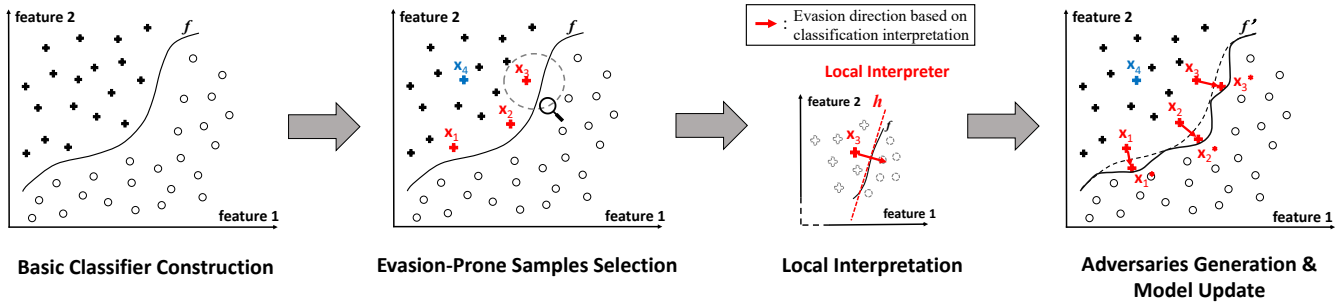 feature 2
f
feature 1
Basic Classifier Construction
feature 2
f
x4
x3
x2
x1
feature 1
Evasion-Prone Samples Selection
: Evasion direction based on
classification interpretation
Local Interpreter
feature 2
h
f
x3
feature 1
Local Interpretation
feature 2
f'
x4
x3
x3*
x2
x1
x2*
x1*
feature 1
Adversaries Generation &
Model Update